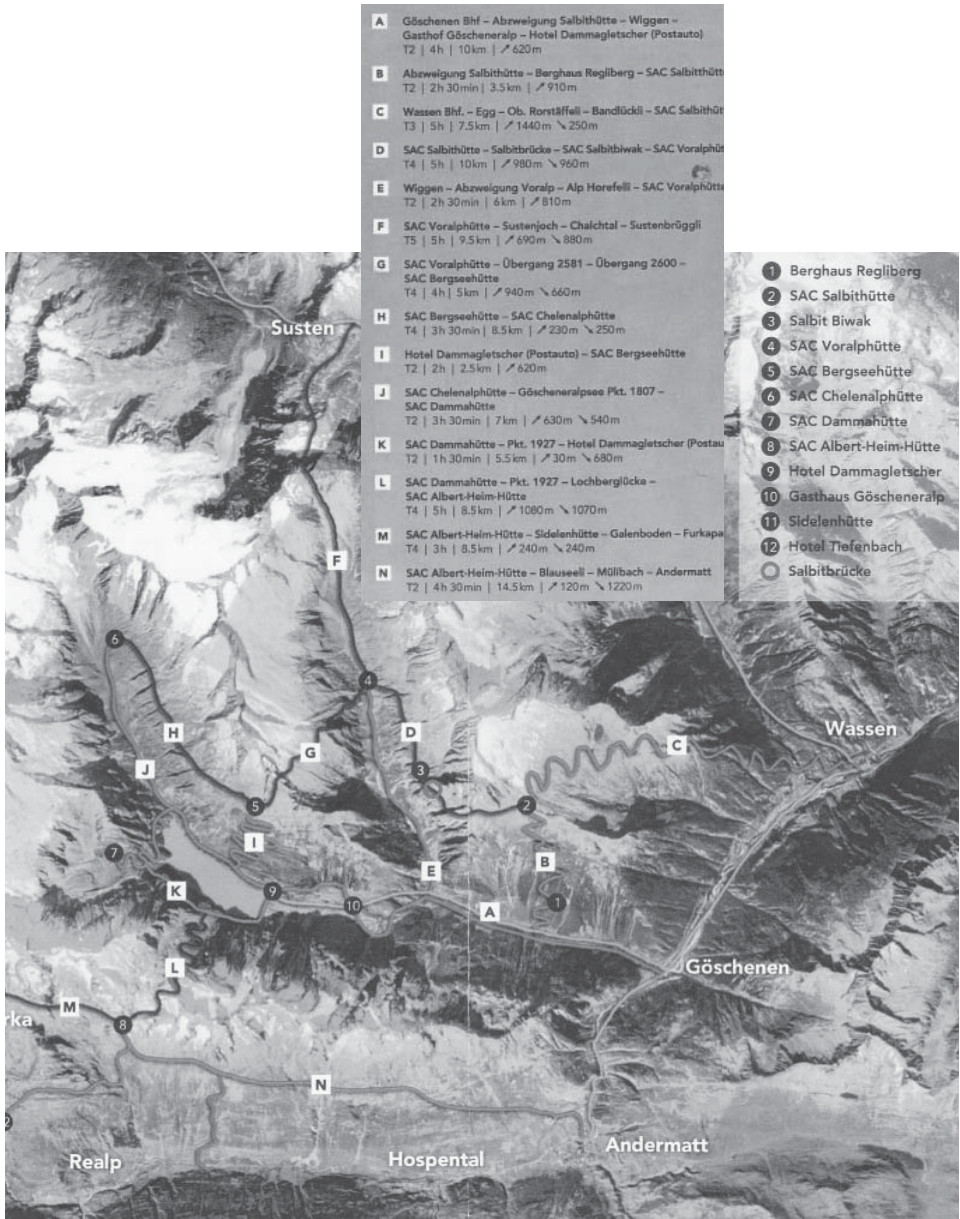 A Göschenen Bhf – Abzweigung Salbithütte – Wiggen –
Gasthof Göscheneralp – Hotel Dammagletscher (Postauto)
T2 | 4h | 10km | ↗620m
B Abzweigung Salbithütte – Berghaus Regliberg – SAC Salbithütt
T2 | 2h 30min | 3.5km | ↗910m
C Wassen Bhf. – Egg – Ob. Rorstäffeli – Bandlückli – SAC Salbithüt
T3 | 5h | 7.5km | ↗1440m ↘250m
D SAC Salbithütte – Salbitbrücke – SAC Salbitbiwak – SAC Voralphüt
T4 | 5h | 10km | ↗980m ↘960m
E Wiggen – Abzweigung Voralp – Alp Horefelli – SAC Voralphütte
T2 | 2h 30min | 6km | ↗810m
F SAC Voralphütte – Sustenjoch – Chalchtal – Sustenbrüggli
T5 | 5h | 9.5km | ↗690m ↘880m
G SAC Voralphütte – Übergang 2581 – Übergang 2600 –
SAC Bergseehütte
T4 | 4h | 5km | ↗940m ↘660m
H SAC Bergseehütte – SAC Chelenalphütte
T4 | 3h 30min | 8.5km | ↗230m ↘250m
I Hotel Dammagletscher (Postauto) – SAC Bergseehütte
T2 | 2h | 2.5km | ↗620m
J SAC Chelenalphütte – Göscheneralpsee Pkt. 1807 –
SAC Dammahütte
T2 | 3h 30min | 7km | ↗630m ↘540m
K SAC Dammahütte – Pkt. 1927 – Hotel Dammagletscher (Postau
T2 | 1h 30min | 5.5km | ↗30m ↘680m
L SAC Dammahütte – Pkt. 1927 – Lochberglücke –
SAC Albert-Heim-Hütte
T4 | 5h | 8.5km | ↗1080m ↘1070m
M SAC Albert-Heim-Hütte – Sidelenhütte – Galenboden – Furkapa
T4 | 3h | 8.5km | ↗240m ↘240m
N SAC Albert-Heim-Hütte – Blauseeli – Müllbach – Andermatt
T2 | 4h 30min | 14.5km | ↗120m ↘1220m
1 Berghaus Regliberg
2 SAC Salbithütte
3 Salbit Biwak
4 SAC Voralphütte
5 SAC Bergseehütte
6 SAC Chelenalphütte
7 SAC Dammahütte
8 SAC Albert-Heim-Hütte
9 Hotel Dammagletscher
10 Gasthaus Göscheneralp
11 Sidelenhütte
12 Hotel Tiefenbach
Salbitbrücke
Susten
F
6
4
H
G
D
C
Wassen
J
3
5
2
I
7
B
E
K
9
10
A
1
L
Göschenen
M
rka
8
N
2
Realp
Hospental
Andermatt